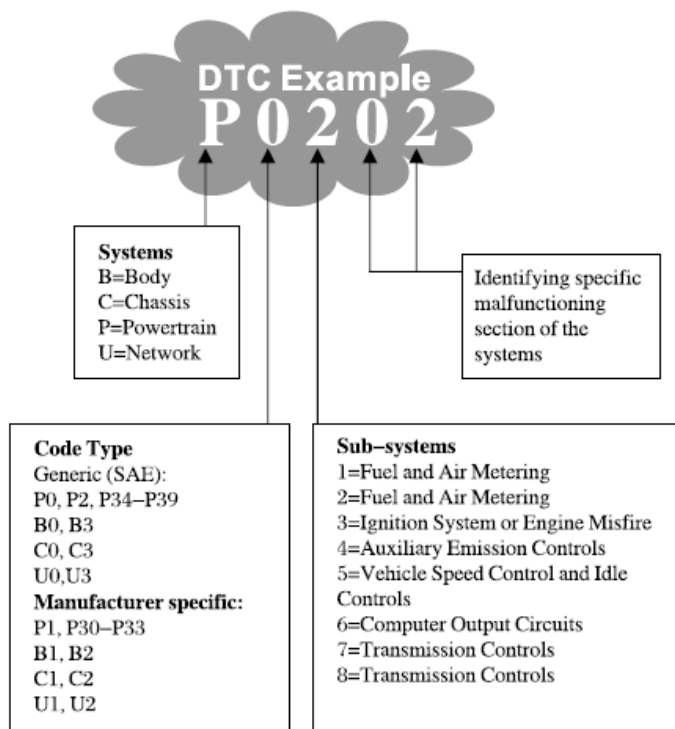 DTC Example
P0202
Systems
B=Body
C=Chassis
P=Powertrain
U=Network
Identifying specific
malfunctioning
section of the
systems
Code Type
Generic (SAE):
P0, P2, P34–P39
B0, B3
C0, C3
U0,U3
Manufacturer specific:
P1, P30–P33
B1, B2
C1, C2
U1, U2
Sub–systems
1=Fuel and Air Metering
2=Fuel and Air Metering
3=Ignition System or Engine Misfire
4=Auxiliary Emission Controls
5=Vehicle Speed Control and Idle
Controls
6=Computer Output Circuits
7=Transmission Controls
8=Transmission Controls